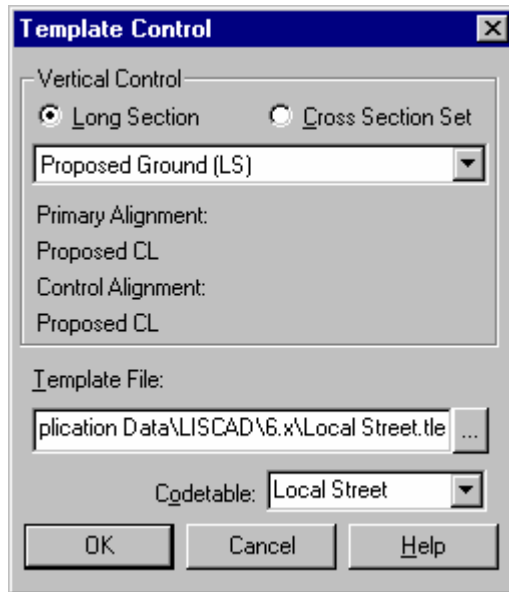 Template Control
Vertical Control
Long Section Cross Section Set
Proposed Ground (LS)
Primary Alignment:
Proposed CL
Control Alignment:
Proposed CL
Template File:
plication Data\LISCAD\6.x\Local Street.tle ...
Codetable: Local Street
OK Cancel Help